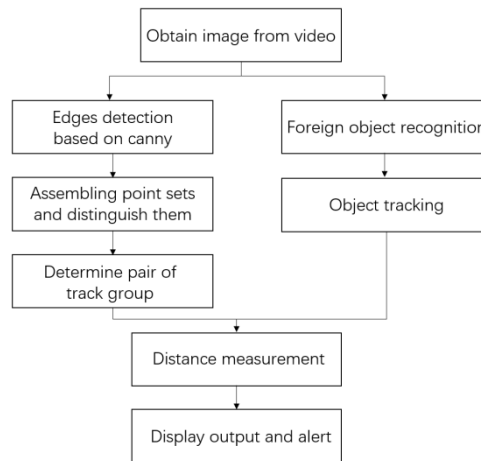 Obtain image from video
Edges detection
based on canny
Foreign object recognition
Assembling point sets
and distinguish them
Object tracking
Determine pair of
track group
Distance measurement
Display output and alert